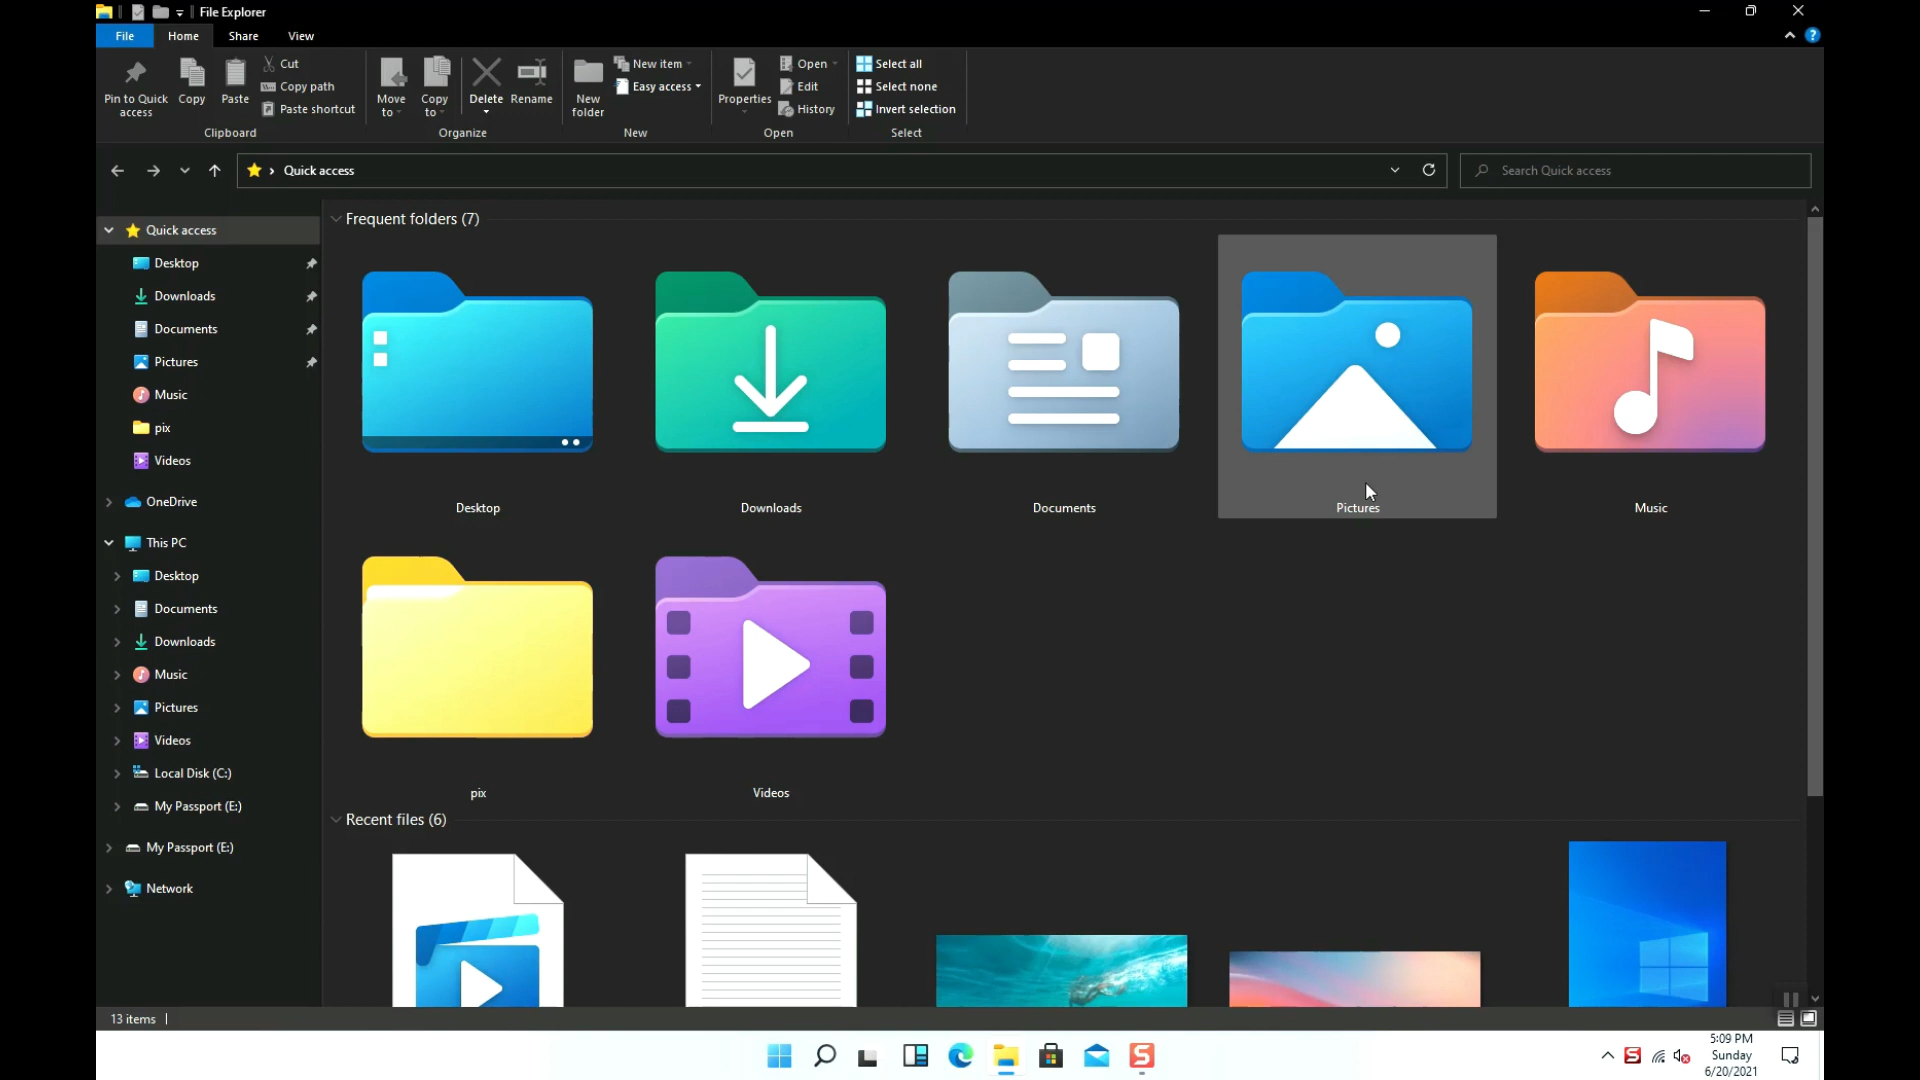 File Explorer
File
Home
Share
View
Pin to Quick
access
Copy
Paste
Cut
Copy path
Paste shortcut
Clipboard
Move
to
Copy
to
Delete
Rename
Organize
New
folder
New item
Easy access
New
Properties
Open
Edit
History
Open
Select all
Select none
Invert selection
Select
Quick access
Search Quick access
Quick access
Desktop
Downloads
Documents
Pictures
Music
pix
Videos
OneDrive
This PC
Desktop
Documents
Downloads
Music
Pictures
Videos
Local Disk (C:)
My Passport (E:)
My Passport (E:)
Network
Frequent folders (7)
Desktop
Downloads
Documents
Pictures
Music
pix
Videos
Recent files (6)
13 items
5:09 PM
Sunday
6/20/2021